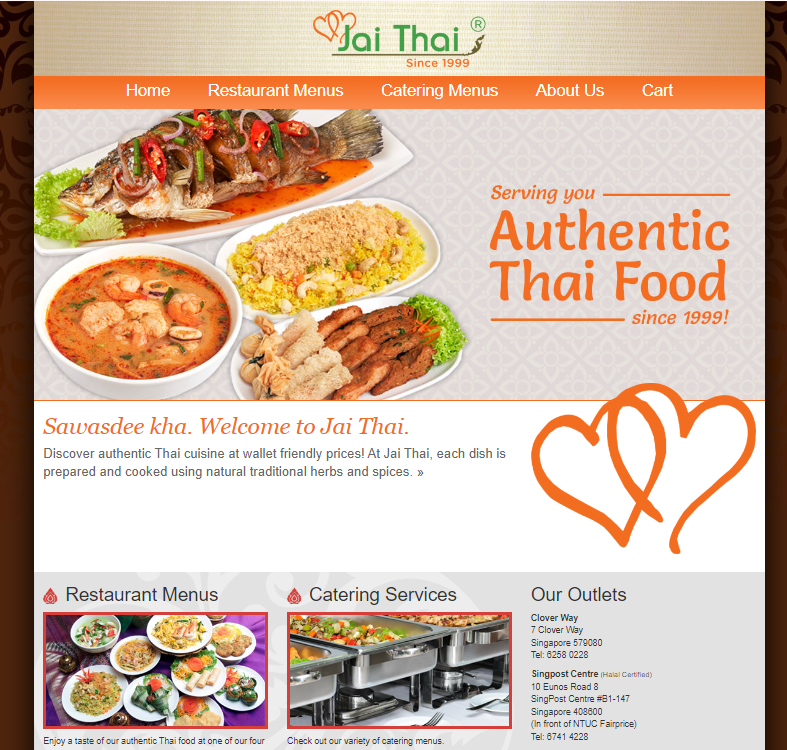 Jai Thai ®
Since 1999
Home Restaurant Menus Catering Menus About Us Cart
Serving you
Authentic
Thai Food
since 1999!
Sawasdee kha. Welcome to Jai Thai.
Discover authentic Thai cuisine at wallet friendly prices! At Jai Thai, each dish is
prepared and cooked using natural traditional herbs and spices. »
Restaurant Menus
Enjoy a taste of our authentic Thai food at one of our four
Catering Services
Check out our variety of catering menus.
Our Outlets
Clover Way
7 Clover Way
Singapore 579080
Tel: 6258 0228
Singpost Centre (Halal Certified)
10 Eunos Road 8
SingPost Centre #B1-147
Singapore 408600
(In front of NTUC Fairprice)
Tel: 6741 4228